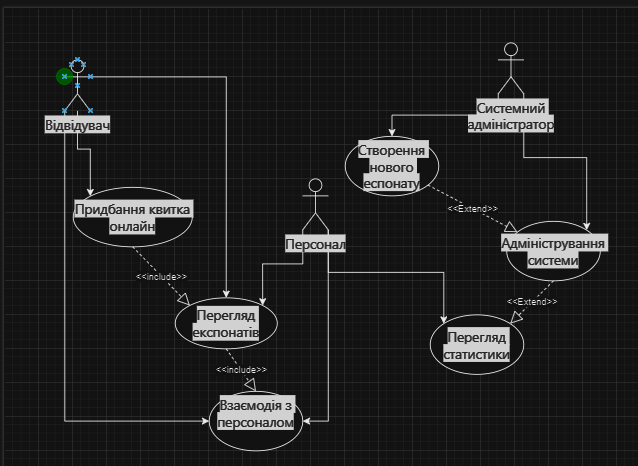 Системний
адміністратор
Відвідувач
Створення
нового
еспонату
Придбання квитка
онлайн
<<Extend>>
Персонал
Адміністрування
системи
<<include>>
<<Extend>>
Перегляд
експонатів
Перегляд
статистики
<<include>>
Взаємодія з
персоналом